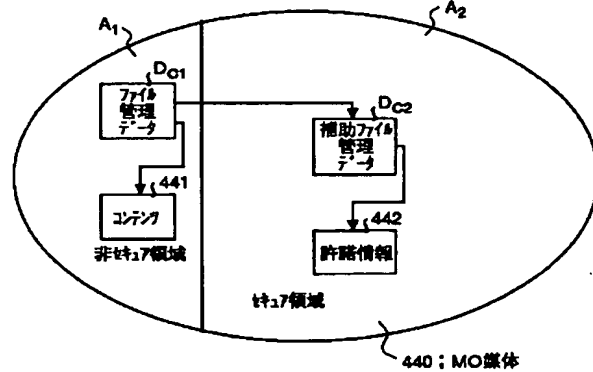 A1
A2
DC1
ファイル
管理
データ
DC2
補助ファイル
管理
データ
441
コンテンツ
非セキュア領域
442
許諾情報
セキュア領域
440；MO媒体